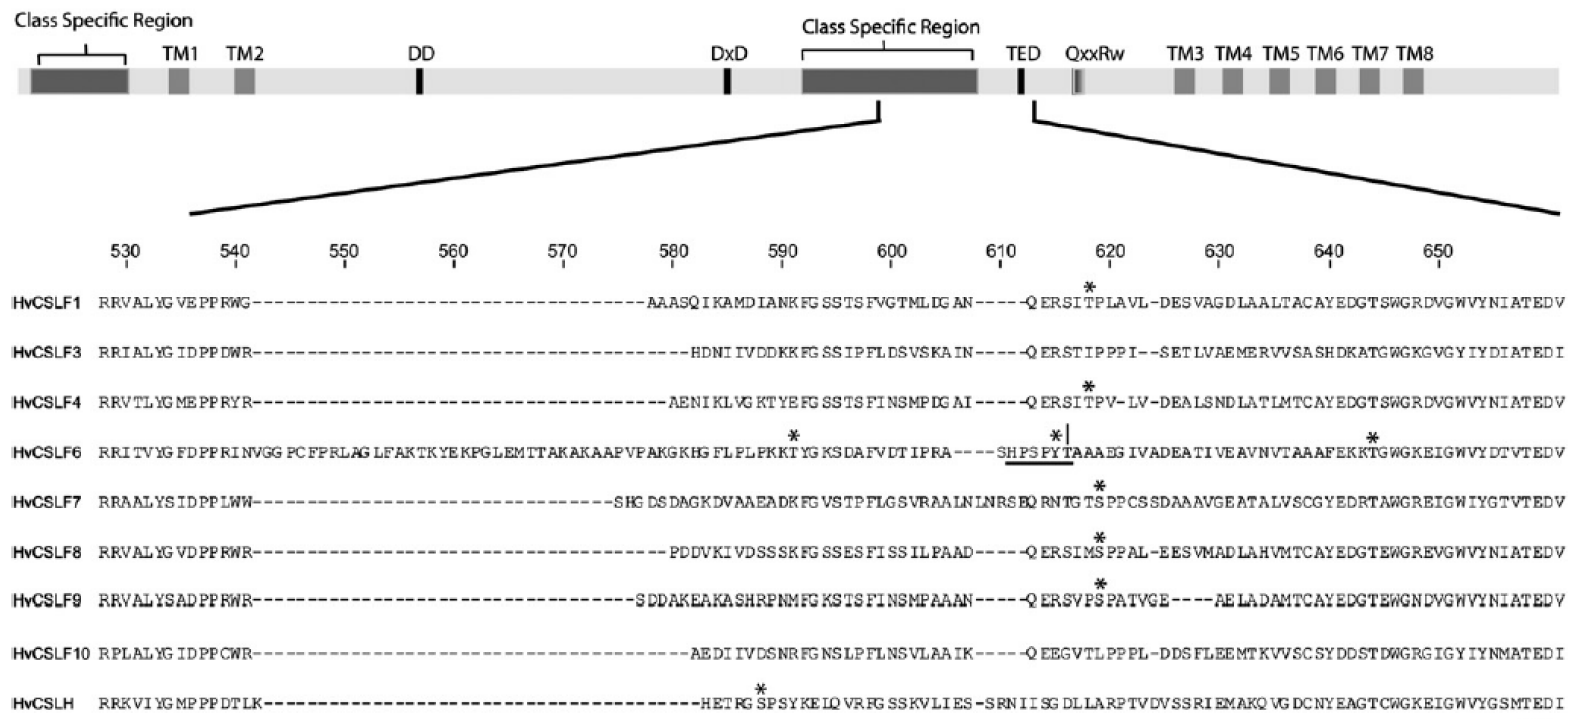 Class Specific Region
Class Specific Region
TM1 TM2 DD DxD TED QxxRw TM3 TM4 TM5 TM6 TM7 TM8
530 540 550 560 570 580 590 600 610 620 630 640 650
*
HvCSLF1 RRVALYGVEPPRWG------------------------------------AAASQIKAMDIANKFGSSTSFVGTMLDGAN-----QERSITPLAVL-DESVAGDLAALTACAYEDGTSWGRDVGWVYNIATEDV
HvCSLF3 RRIALYGIDPPDWR----------------------------------------HDNIIVDDKKFGSSIPFLDSVSKAIN-----QERSTIPPPI--SETLVAEMERVVSASHDKATGWGKGVGYIYDIATEDI
*
HvCSLF4 RRVTLYGMEPPRYR--------------------------------------AENIKLVGKTYEFGSSTSFINSMPDGAI-----QERSITPV-LV-DEALSNDLATLMTCAYEDGTSWGRDVGWVYNIATEDV
* * | *
HvCSLF6 RRITVYGFDPPRINVGGPCFPRLAGLFAKTKYEKPGLEMTTAKAKAAPVPAKGKHGFLPLPKKTYGKSDAFVDTIPRA----SHPSPYTAAAEGIVADEATIVEAVNVTAAAFEKKTGWGKEIGWVYDTVTEDV
*
HvCSLF7 RRAALYSIDPPLWW---------------------------------SHGDSDAGKDVAAEADKFGVSTPFLGSVRAALNLNRSEQRNTGTSPPCSSDAAAVGEATALVSCGYEDRTAWGREIGWIYGTVTEDV
*
HvCSLF8 RRVALYGVDPPRWR--------------------------------------PDDVKIVDSSSKFGSSESFISSILPAAD-----QERSIMSPPAL-EESVMADLAHVMTCAYEDGTEWGREVGWVYNIATEDV
*
HvCSLF9 RRVALYSADPPRWR-----------------------------------SDDAKEAKASHRPNMFGKSTSFINSMPAAAN-----QERSVPSPATVGE----AELADAMTCAYEDGTEWGNDVGWVYNIATEDV
HvCSLF10 RPLALYGIDPPCWR----------------------------------------AEDIIVDSNRFGNSLPFLNSVLAAIK-----QEEGVTLPPPL-DDSFLEEMTKVVSCSYDDSTDWGRGIGYIYNMATEDI
*
HvCSLH RRKVIYGMPPPDTLK----------------------------------------HETRGSPSYKELQVRFGSSKVLIES-SRNIISGDLLARPTVDVSSRIEMAKQVGDCNYEAGTCWGKEIGWVYGSMTEDI